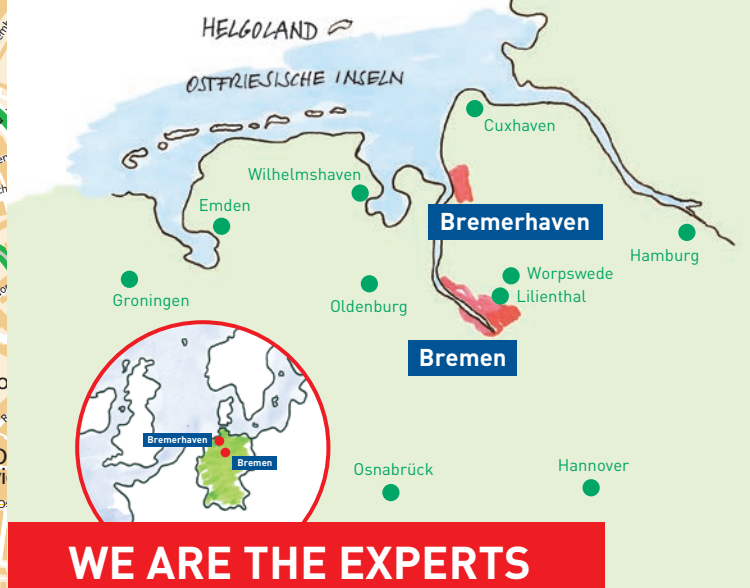 HELGOLAND
OSTFRIESISCHE INSELN
Cuxhaven
Wilhelmshaven
Emden
Bremerhaven
Hamburg
Worpswede
Lilienthal
Groningen
Oldenburg
Bremen
Bremerhaven
Bremen
Osnabrück
Hannover
WE ARE THE EXPERTS